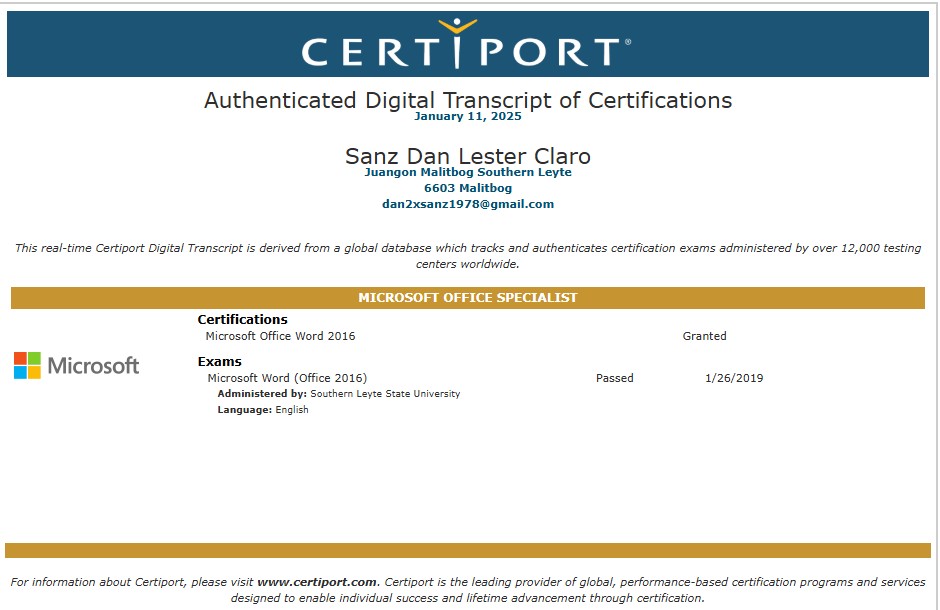 CERTIPORT®
Authenticated Digital Transcript of Certifications
January 11, 2025
Sanz Dan Lester Claro
Juangon Malitbog Southern Leyte
6603 Malitbog
dan2xsanz1978@gmail.com
This real-time Certiport Digital Transcript is derived from a global database which tracks and authenticates certification exams administered by over 12,000 testing
centers worldwide.
MICROSOFT OFFICE SPECIALIST
Certifications
Microsoft Office Word 2016 Granted
Microsoft
Exams
Microsoft Word (Office 2016) Passed 1/26/2019
Administered by: Southern Leyte State University
Language: English
For information about Certiport, please visit www.certiport.com. Certiport is the leading provider of global, performance-based certification programs and services
designed to enable individual success and lifetime advancement through certification.